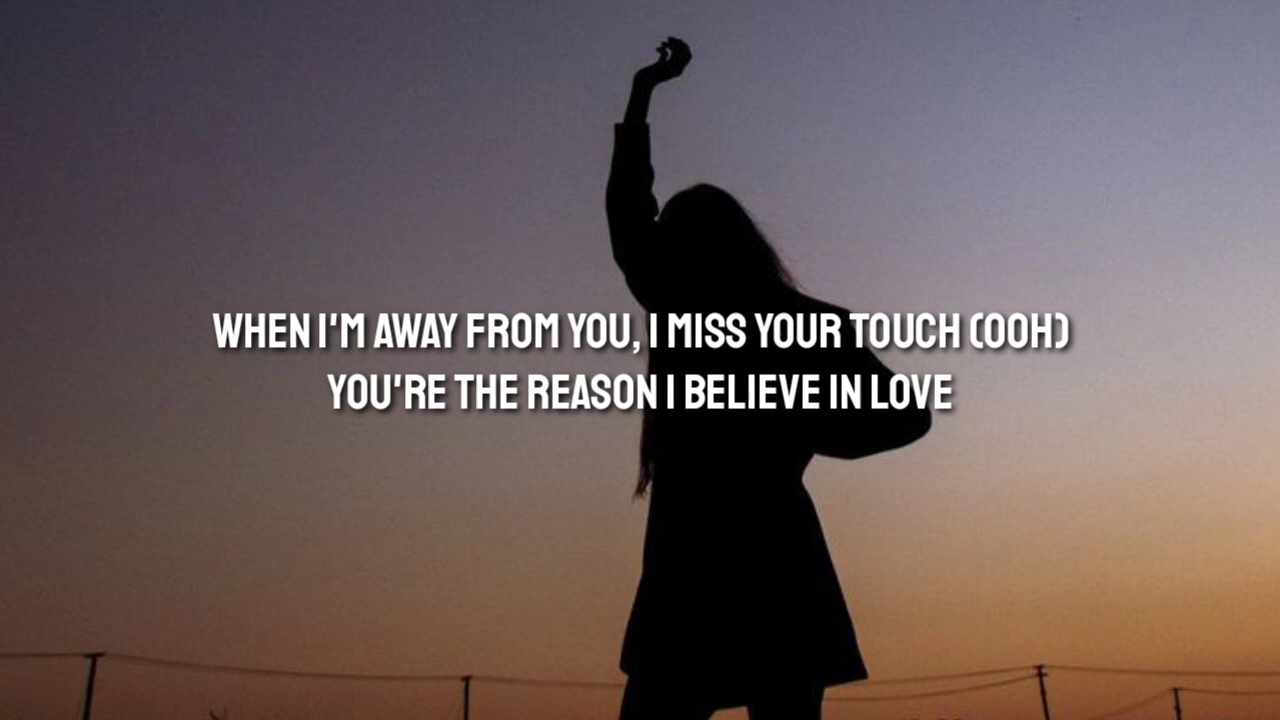 WHEN I'M AWAY FROM YOU, I MISS YOUR TOUCH (OOH)
YOU'RE THE REASON I BELIEVE IN LOVE